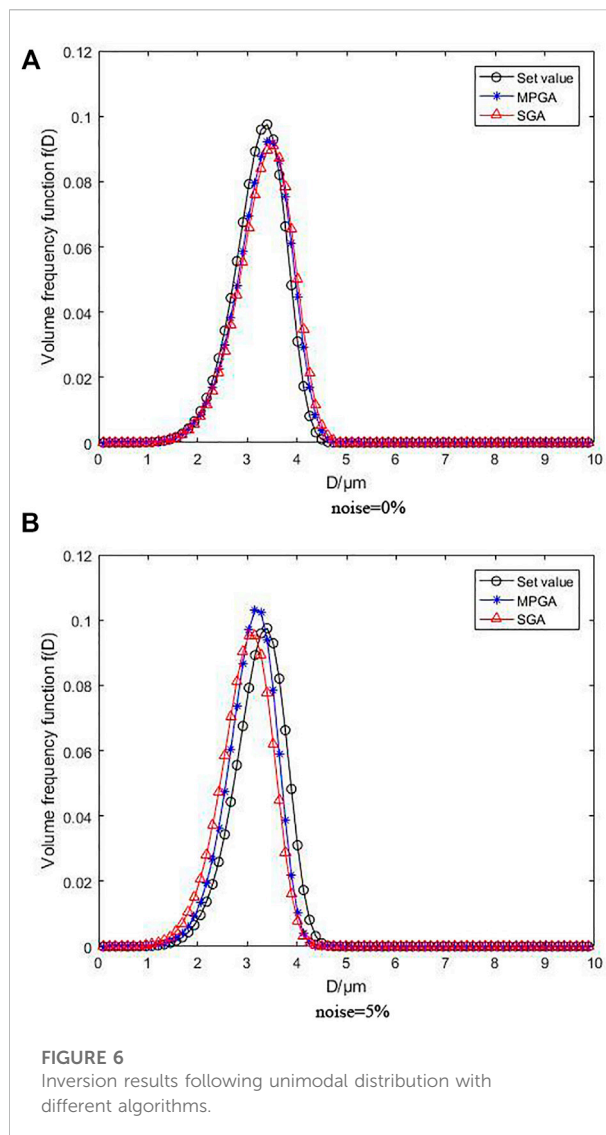 A
0.12
0.1
0.08
0.06
0.04
0.02
0
Volume frequency function f(D)
Set value
MPGA
SGA
0 1 2 3 4 5 6 7 8 9 10
D/μm
noise=0%
B
0.12
0.1
0.08
0.06
0.04
0.02
0
Volume frequency function f(D)
Set value
MPGA
SGA
0 1 2 3 4 5 6 7 8 9 10
D/μm
noise=5%
FIGURE 6
Inversion results following unimodal distribution with
different algorithms.